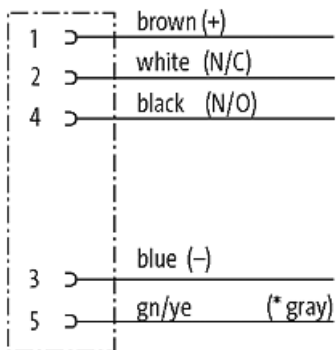 1 brown (+)
2 white (N/C)
4 black (N/O)
3 blue (–)
5 gn/ye (* gray)